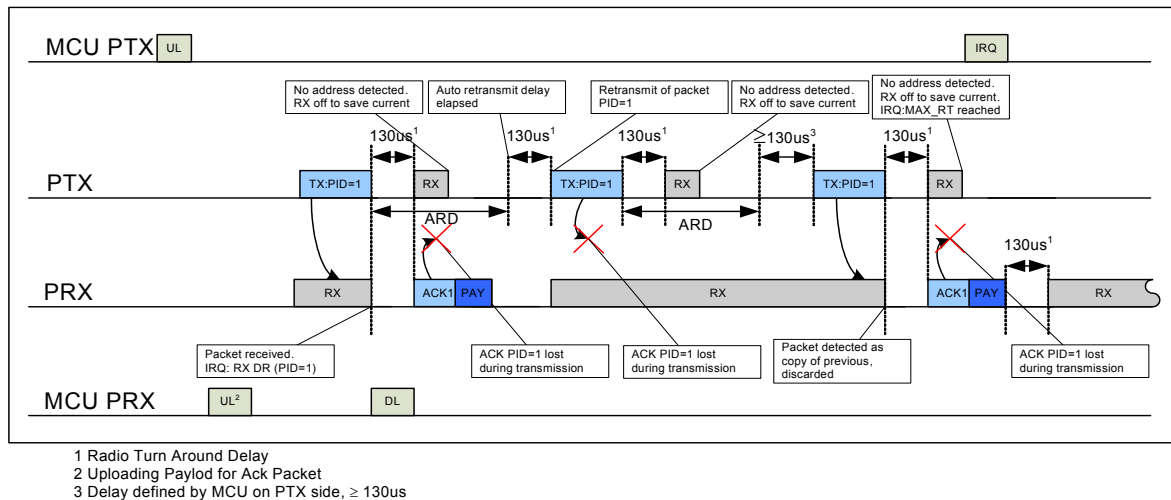 MCU PTX
UL
IRQ
No address detected.
RX off to save current
Auto retransmit delay
elapsed
Retransmit of packet
PID=1
No address detected.
RX off to save current
No address detected.
RX off to save current.
IRQ:MAX_RT reached
130us¹
130us¹
130us¹
≥130us³
130us¹
PTX
TX:PID=1
RX
TX:PID=1
RX
TX:PID=1
RX
ARD
ARD
130us¹
PRX
RX
ACK1
PAY
RX
ACK1
PAY
RX
Packet received.
IRQ: RX DR (PID=1)
ACK PID=1 lost
during transmission
ACK PID=1 lost
during transmission
Packet detected as
copy of previous,
discarded
ACK PID=1 lost
during transmission
MCU PRX
UL²
DL
1 Radio Turn Around Delay
2 Uploading Paylod for Ack Packet
3 Delay defined by MCU on PTX side, ≥ 130us